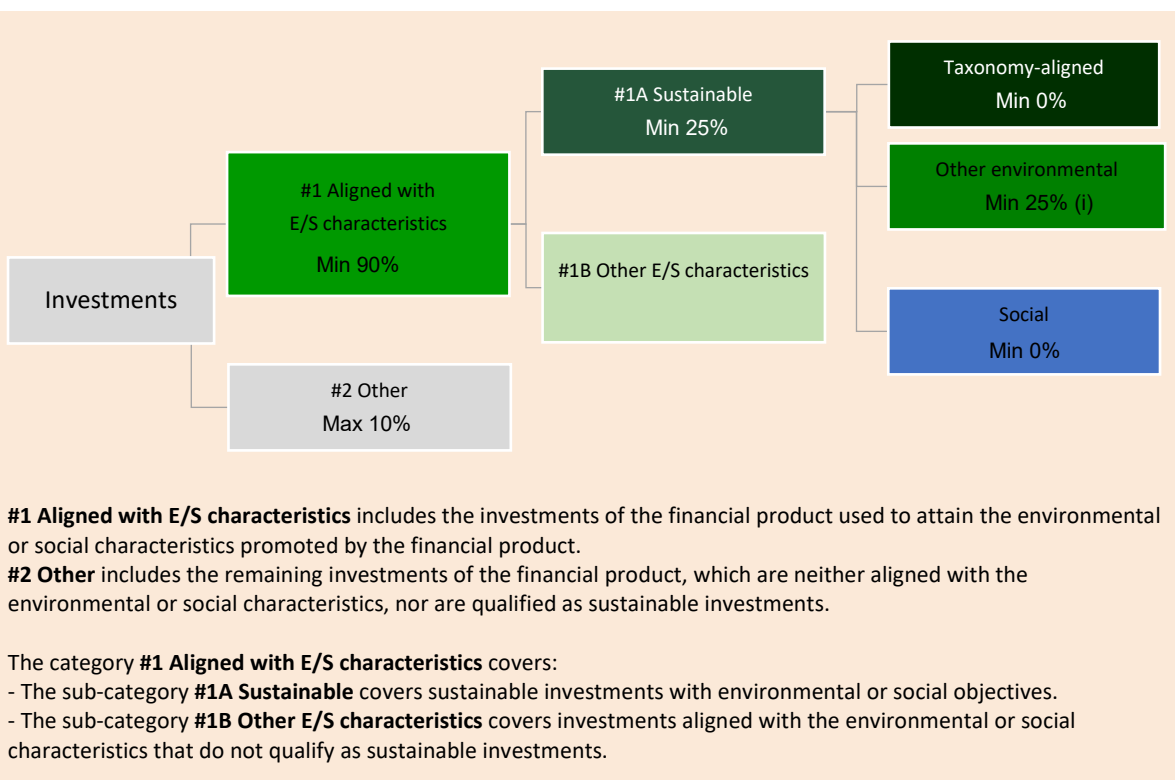 Investments
#1 Aligned with
E/S characteristics
Min 90%
#2 Other
Max 10%
#1A Sustainable
Min 25%
#1B Other E/S characteristics
Taxonomy-aligned
Min 0%
Other environmental
Min 25% (i)
Social
Min 0%
#1 Aligned with E/S characteristics includes the investments of the financial product used to attain the environmental
or social characteristics promoted by the financial product.
#2 Other includes the remaining investments of the financial product, which are neither aligned with the
environmental or social characteristics, nor are qualified as sustainable investments.
The category #1 Aligned with E/S characteristics covers:
- The sub-category #1A Sustainable covers sustainable investments with environmental or social objectives.
- The sub-category #1B Other E/S characteristics covers investments aligned with the environmental or social
characteristics that do not qualify as sustainable investments.